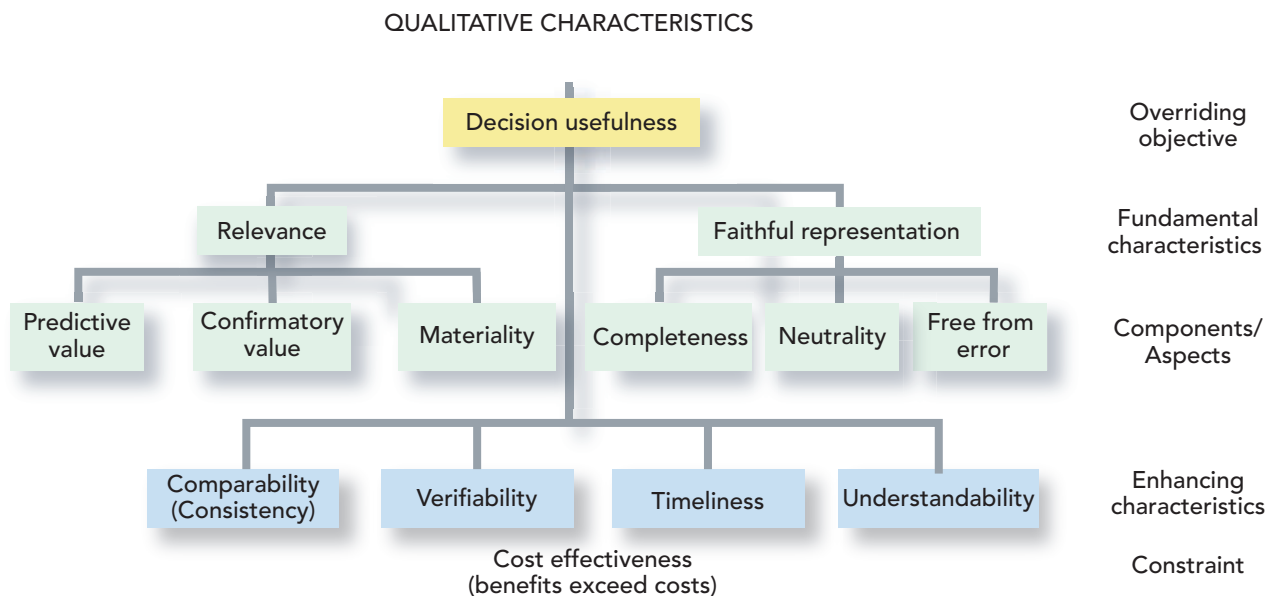 QUALITATIVE CHARACTERISTICS
Decision usefulness
Overriding
objective
Relevance
Faithful representation
Fundamental
characteristics
Predictive
value
Confirmatory
value
Materiality
Completeness
Neutrality
Free from
error
Components/
Aspects
Comparability
(Consistency)
Verifiability
Timeliness
Understandability
Enhancing
characteristics
Cost effectiveness
(benefits exceed costs)
Constraint